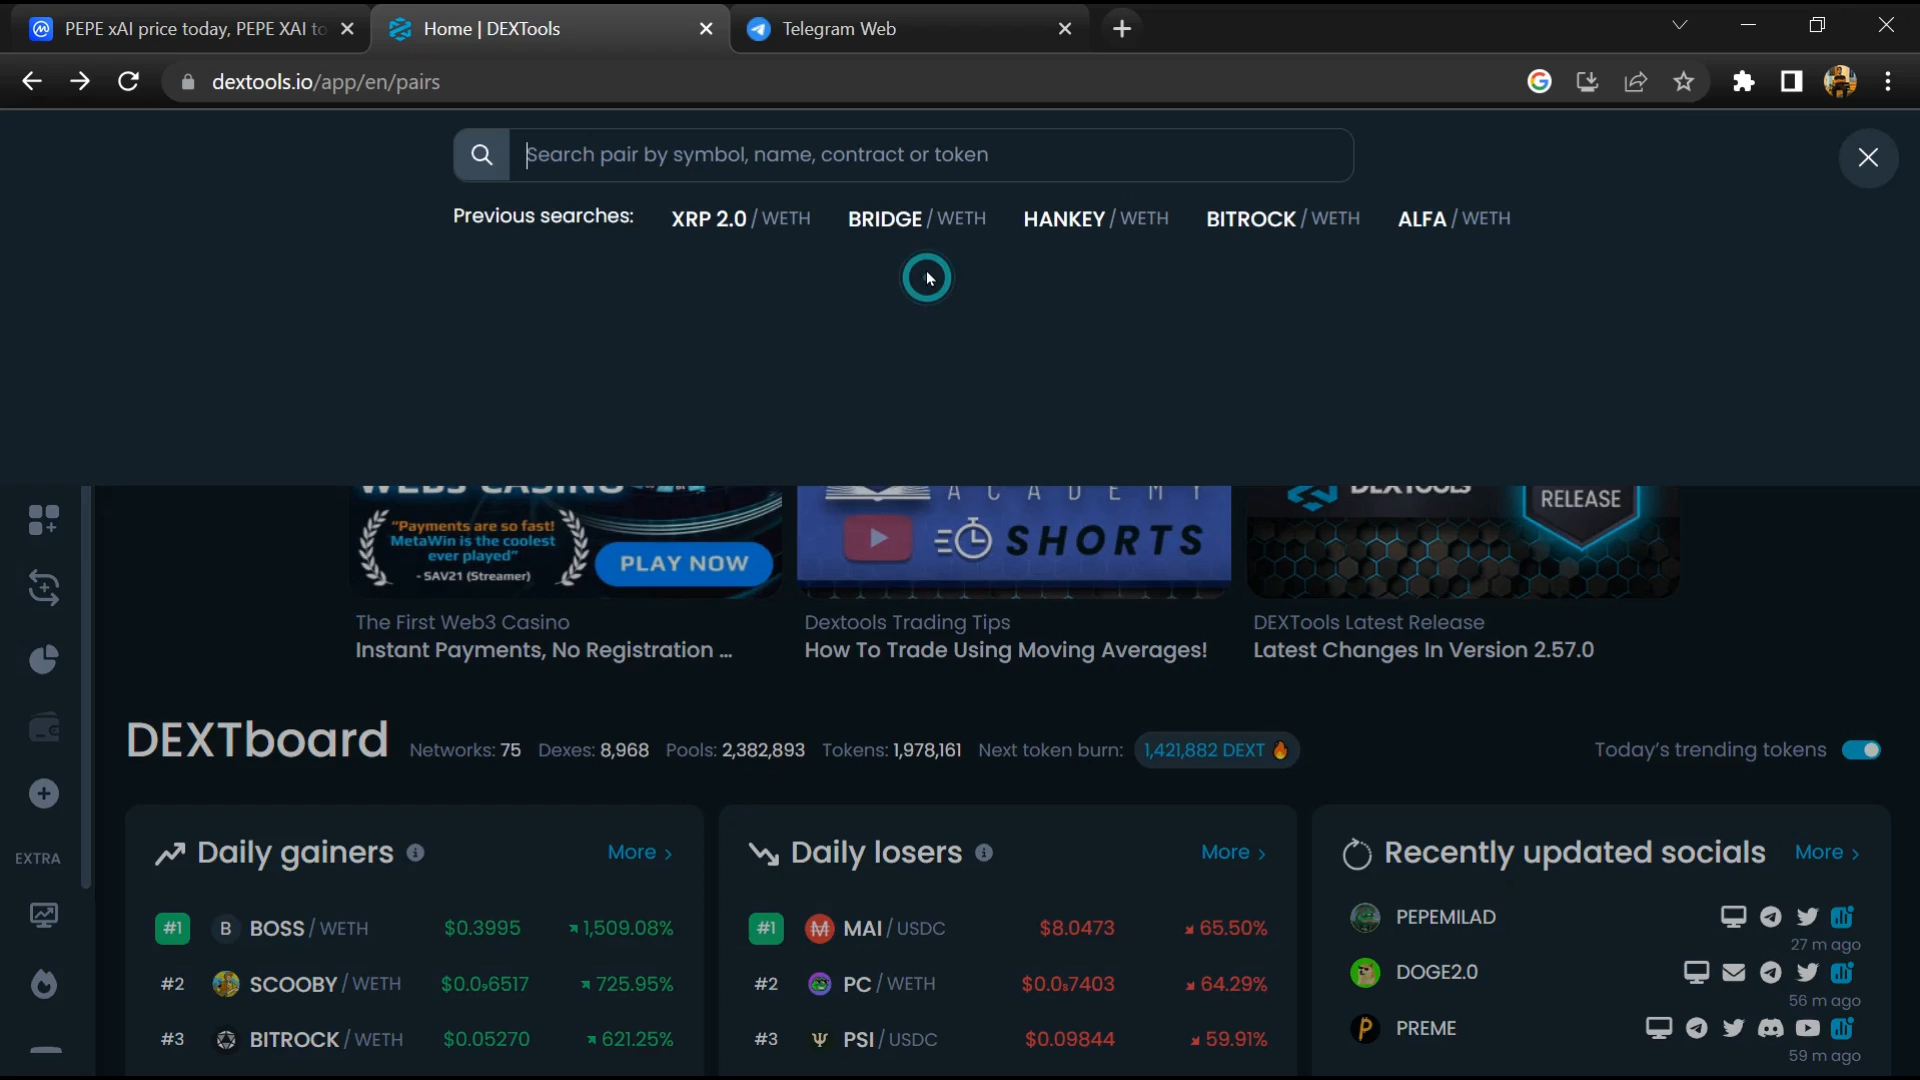 PEPE xAI price today, PEPE XAI to
Home | DEXTools
Telegram Web
dextools.io/app/en/pairs
Search pair by symbol, name, contract or token
Previous searches: XRP 2.0 / WETH BRIDGE / WETH HANKEY / WETH BITROCK / WETH ALFA / WETH
WEB3 CASINO
"Payments are so fast!
MetaWin is the coolest
ever played"
- SAV21 (Streamer)
PLAY NOW
ACADEMY
SHORTS
DEXTOOLS
RELEASE
The First Web3 Casino
Instant Payments, No Registration ...
Dextools Trading Tips
How To Trade Using Moving Averages!
DEXTools Latest Release
Latest Changes In Version 2.57.0
DEXTboard Networks: 75 Dexes: 8,968 Pools: 2,382,893 Tokens: 1,978,161 Next token burn: 1,421,882 DEXT
Today's trending tokens
EXTRA
Daily gainers More >
#1 B BOSS / WETH $0.3995 1,509.08%
#2 SCOOBY / WETH $0.0₉6517 725.95%
#3 BITROCK / WETH $0.05270 621.25%
Daily losers More >
#1 MAI / USDC $8.0473 65.50%
#2 PC / WETH $0.0₈7403 64.29%
#3 PSI / USDC $0.09844 59.91%
Recently updated socials More >
PEPEMILAD
27 m ago
DOGE2.0
56 m ago
PREME
59 m ago